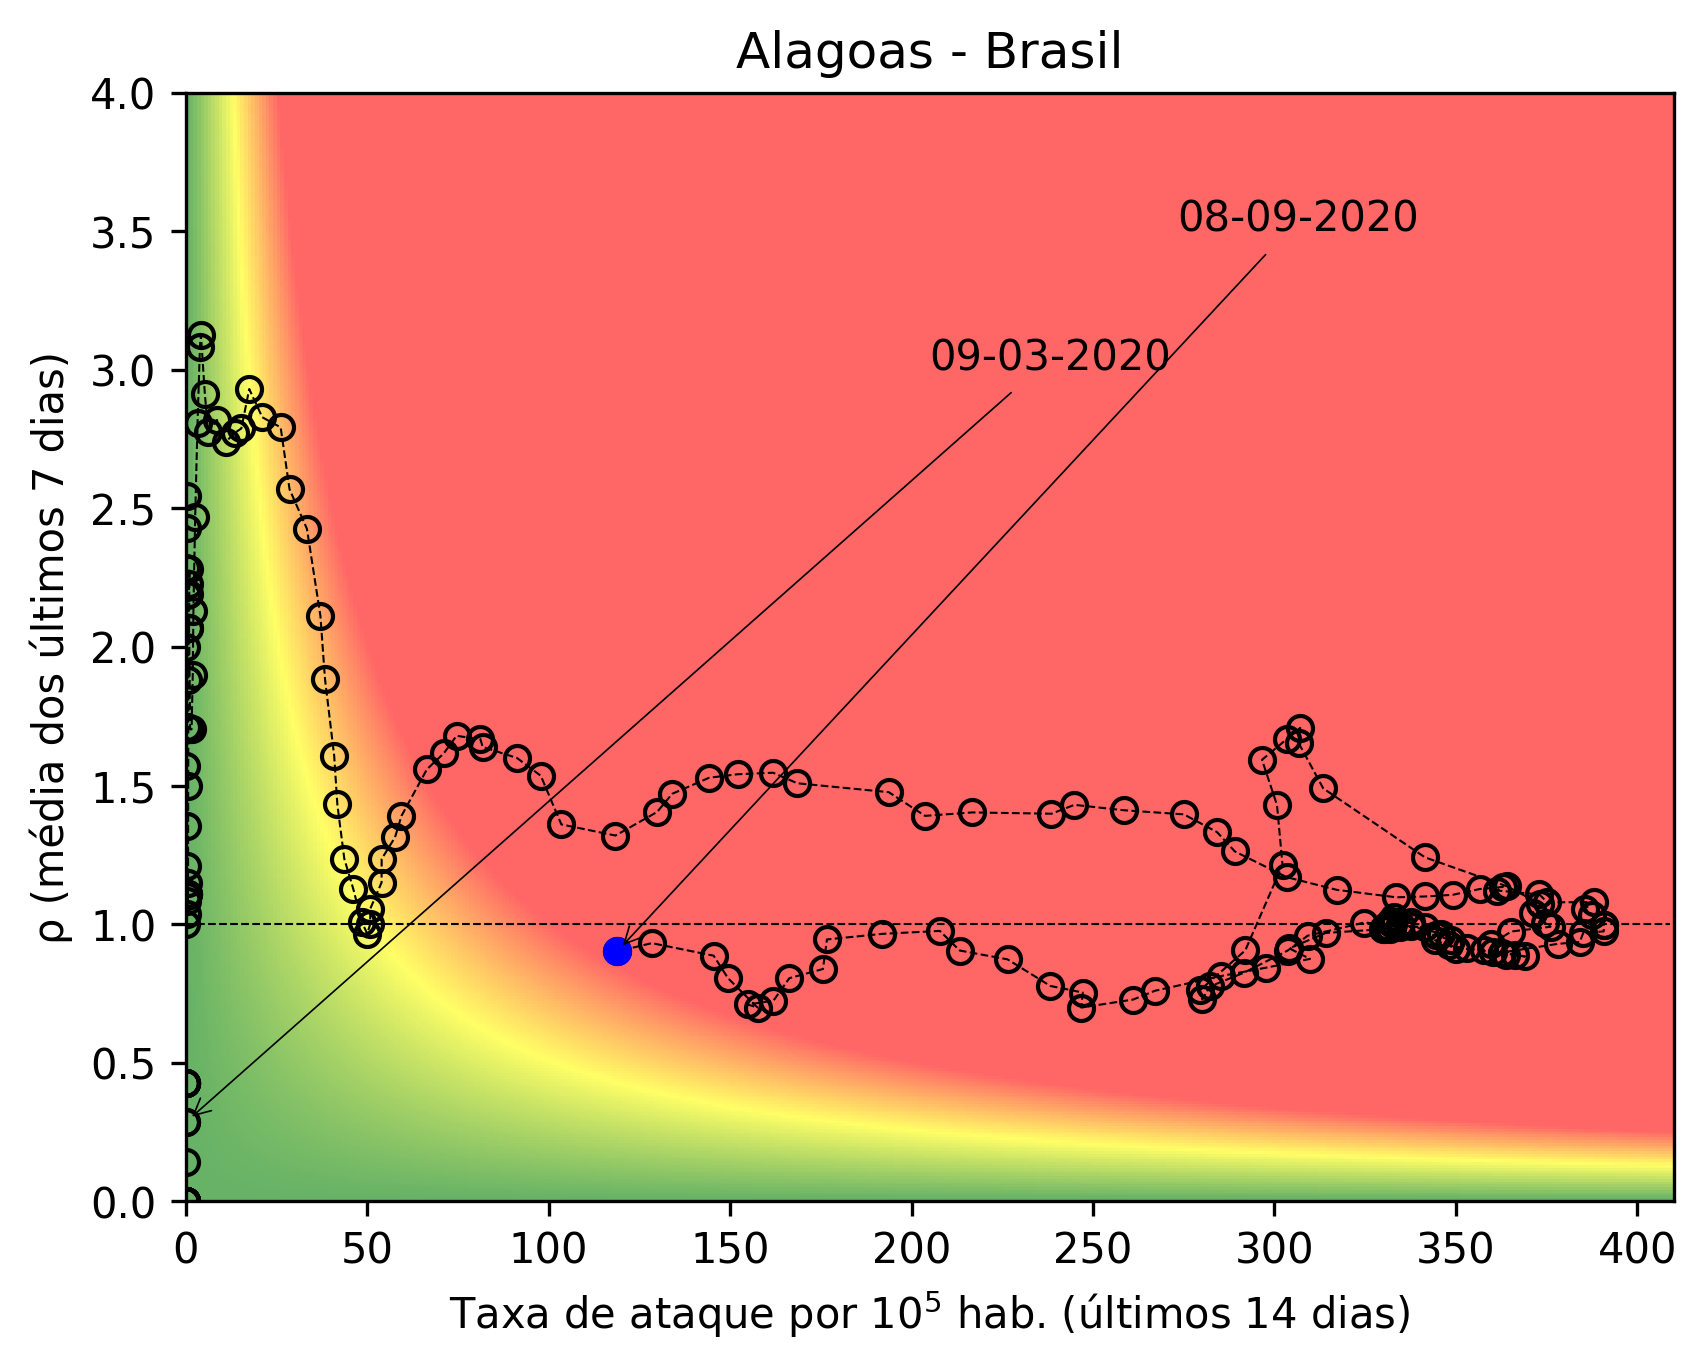 Alagoas - Brasil
4.0
3.5
3.0
2.5
2.0
1.5
1.0
0.5
0.0
ρ (média dos últimos 7 dias)
08-09-2020
09-03-2020
0 50 100 150 200 250 300 350 400
Taxa de ataque por 10⁵ hab. (últimos 14 dias)